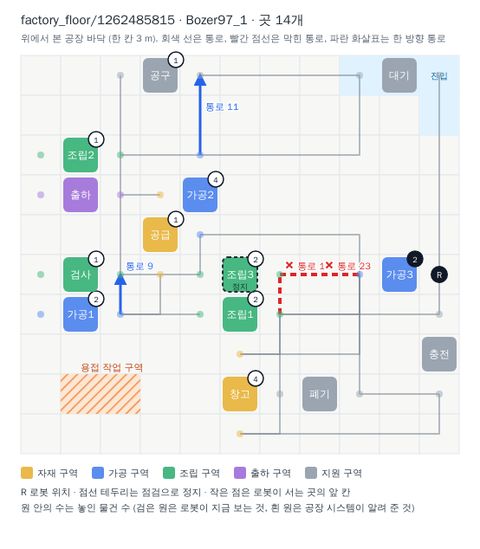 factory_floor/1262485815 · Bozer97_1 · 곳 14개
위에서 본 공장 바닥 (한 칸 3 m). 회색 선은 통로, 빨간 점선은 막힌 통로, 파란 화살표는 한 방향 통로
공구 1
대기
통로 11
조립2 1
출하
가공2 4
공급 1
검사 1
통로 9
조립3 2
정지
✖ 통로 1
✖ 통로 23
가공3 2
R
가공1 2
조립1 2
충전
용접 작업 구역
창고 4
폐기
자재 구역 가공 구역 조립 구역 출하 구역 지원 구역
R 로봇 위치 · 점선 테두리는 점검으로 정지 · 작은 점은 로봇이 서는 곳의 앞 칸
원 안의 수는 놓인 물건 수 (검은 원은 로봇이 지금 보는 것, 흰 원은 공장 시스템이 알려 준 것)